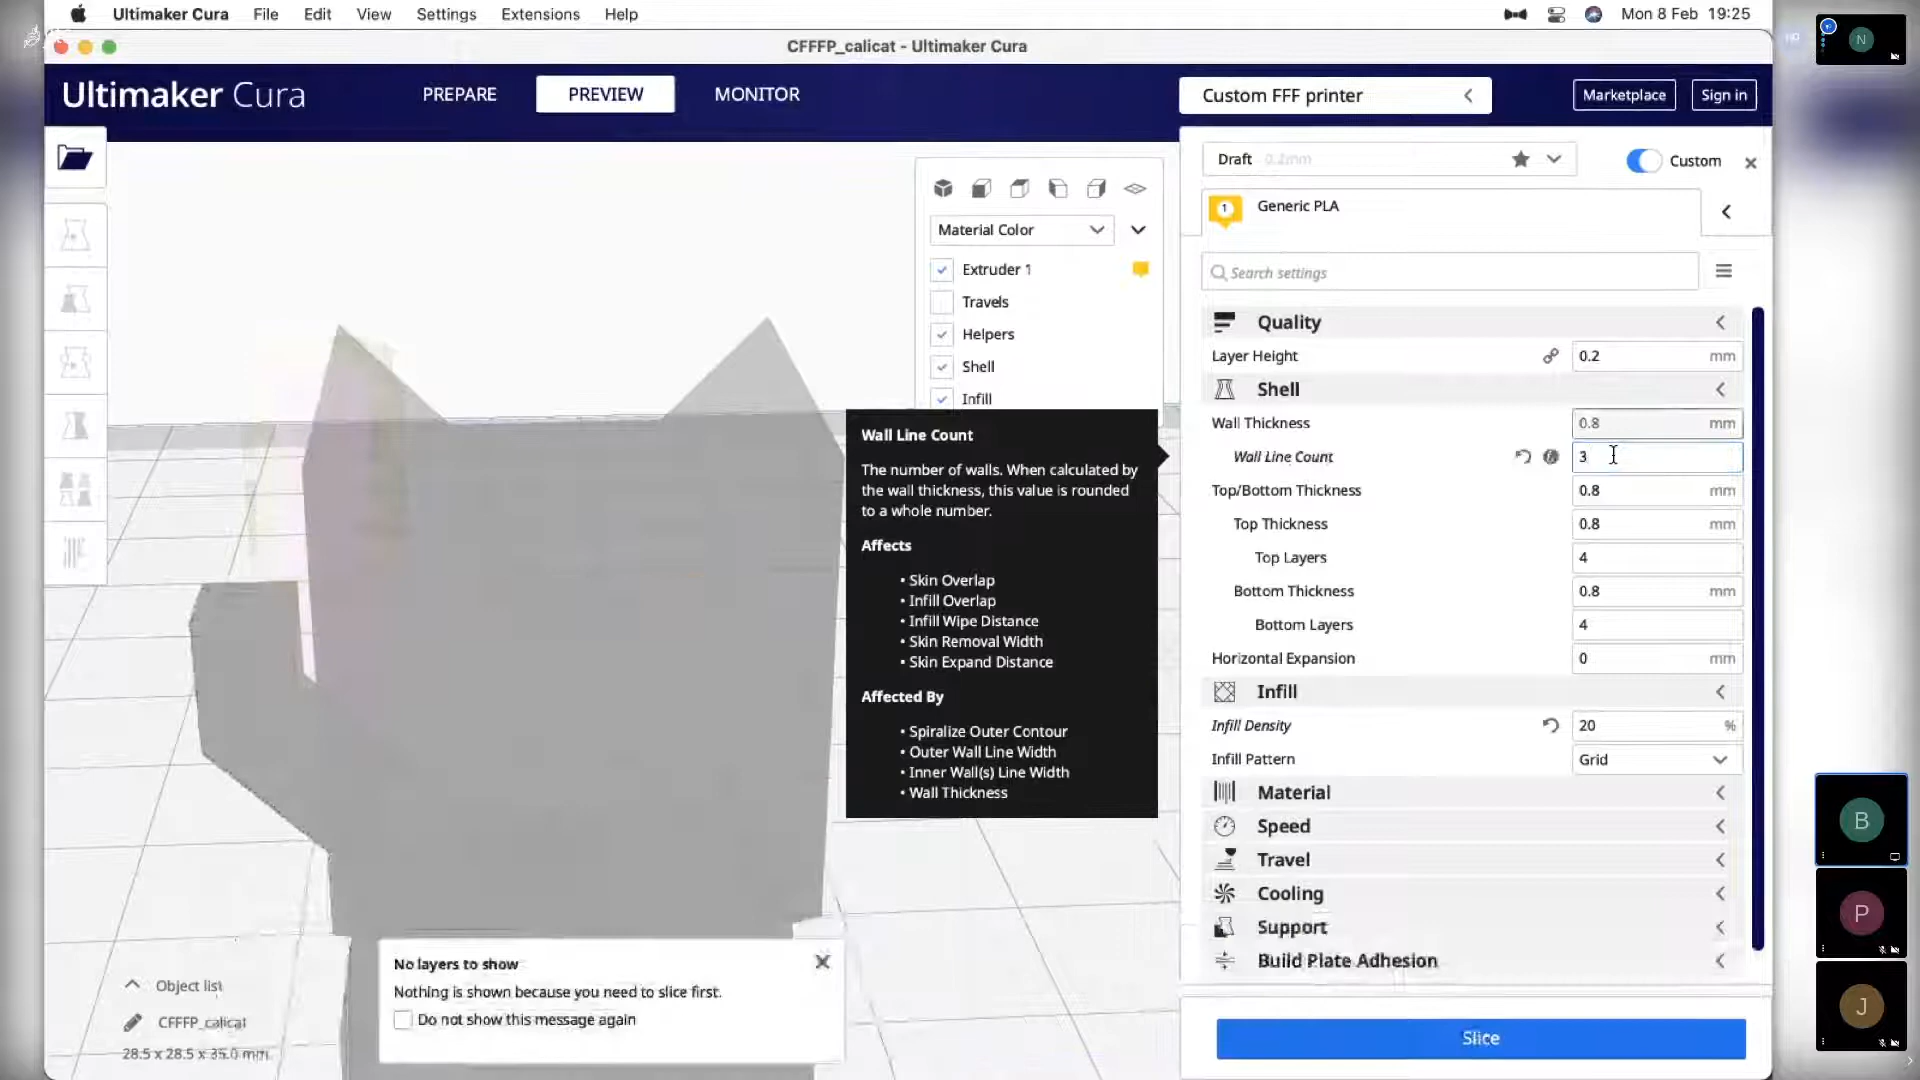 Ultimaker Cura File Edit View Settings Extensions Help Mon 8 Feb 19:25
CFFFP_calicat - Ultimaker Cura
Ultimaker Cura PREPARE PREVIEW MONITOR Custom FFF printer Marketplace Sign in
N
Draft 0.2mm Custom
1 Generic PLA
Search settings
Material Color
Extruder 1
Travels
Helpers
Shell
Infill
Wall Line Count
The number of walls. When calculated by
the wall thickness, this value is rounded
to a whole number.
Affects
• Skin Overlap
• Infill Overlap
• Infill Wipe Distance
• Skin Removal Width
• Skin Expand Distance
Affected By
• Spiralize Outer Contour
• Outer Wall Line Width
• Inner Wall(s) Line Width
• Wall Thickness
Quality
Layer Height 0.2 mm
Shell
Wall Thickness 0.8 mm
Wall Line Count 3
Top/Bottom Thickness 0.8 mm
Top Thickness 0.8 mm
Top Layers 4
Bottom Thickness 0.8 mm
Bottom Layers 4
Horizontal Expansion 0 mm
Infill
Infill Density 20 %
Infill Pattern Grid
Material
Speed
Travel
Cooling
Support
Build Plate Adhesion
Slice
No layers to show
Nothing is shown because you need to slice first.
Do not show this message again
Object list
CFFFP_calicat
28.5 x 28.5 x 35.0 mm
B
P
J